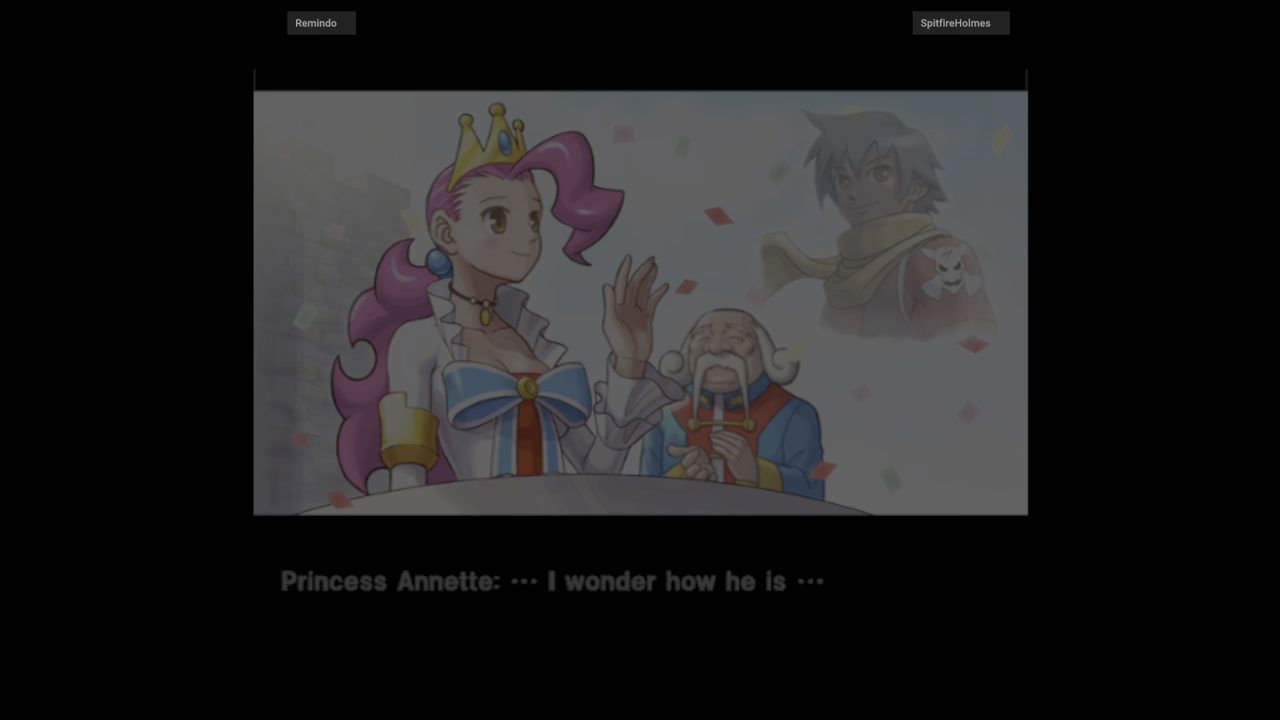 Remindo
SpitfireHolmes
Princess Annette: ··· I wonder how he is ···